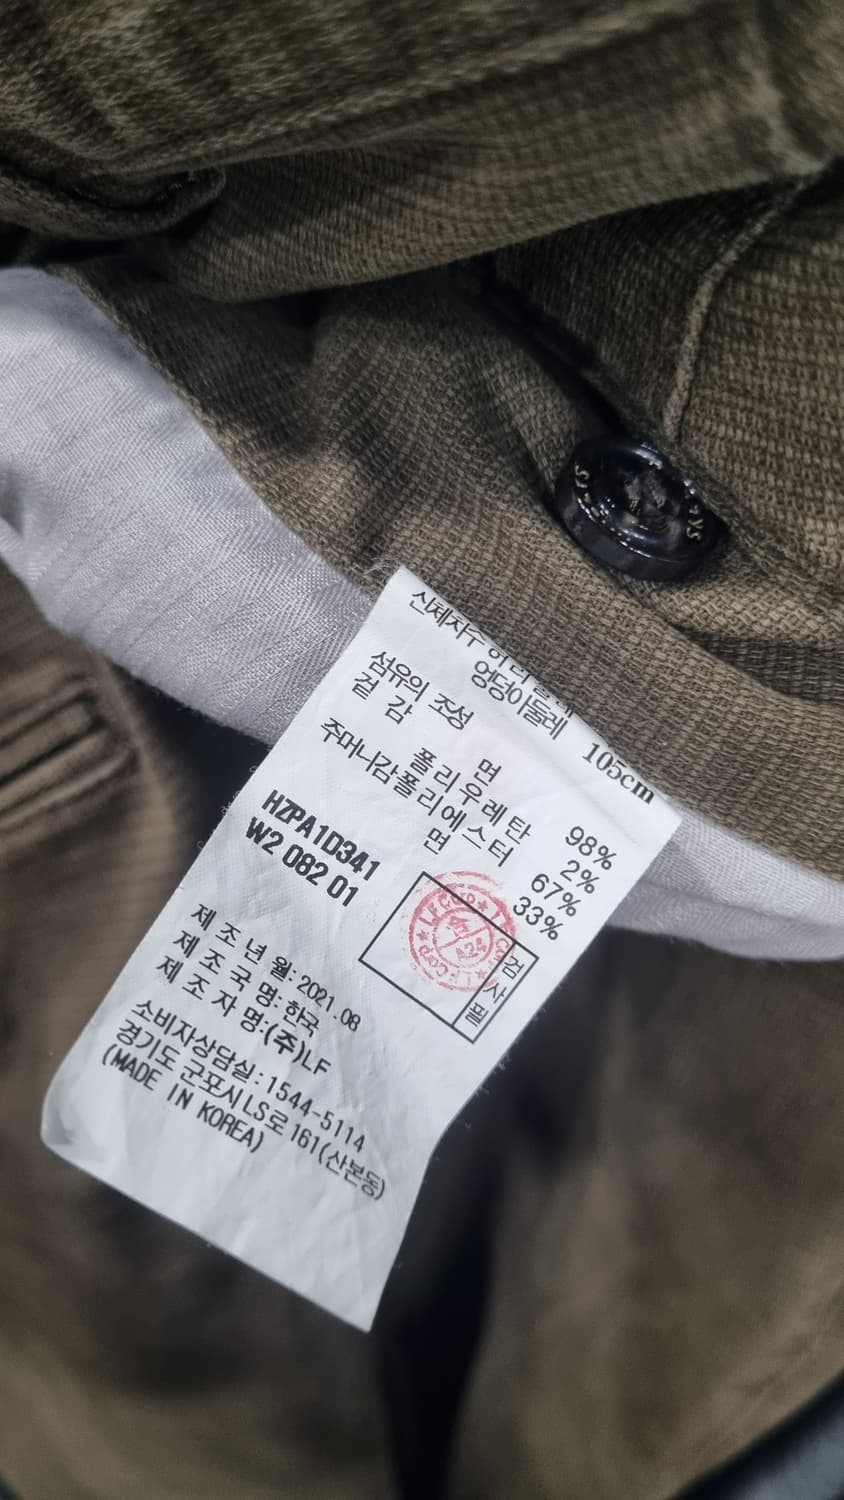 신체치수 허리둘레
엉덩이둘레 105cm
섬유의 조성
겉 감 면 98%
폴리우레탄 2%
주머니감폴리에스터 67%
면 33%
HZPA1D341
W2 082 01
검사필
제 조 년 월: 2021.08
제 조 국 명: 한국
제 조 자 명:(주)LF
소비자상담실:1544-5114
경기도 군포시LS로161(산본동)
(MADE IN KOREA)